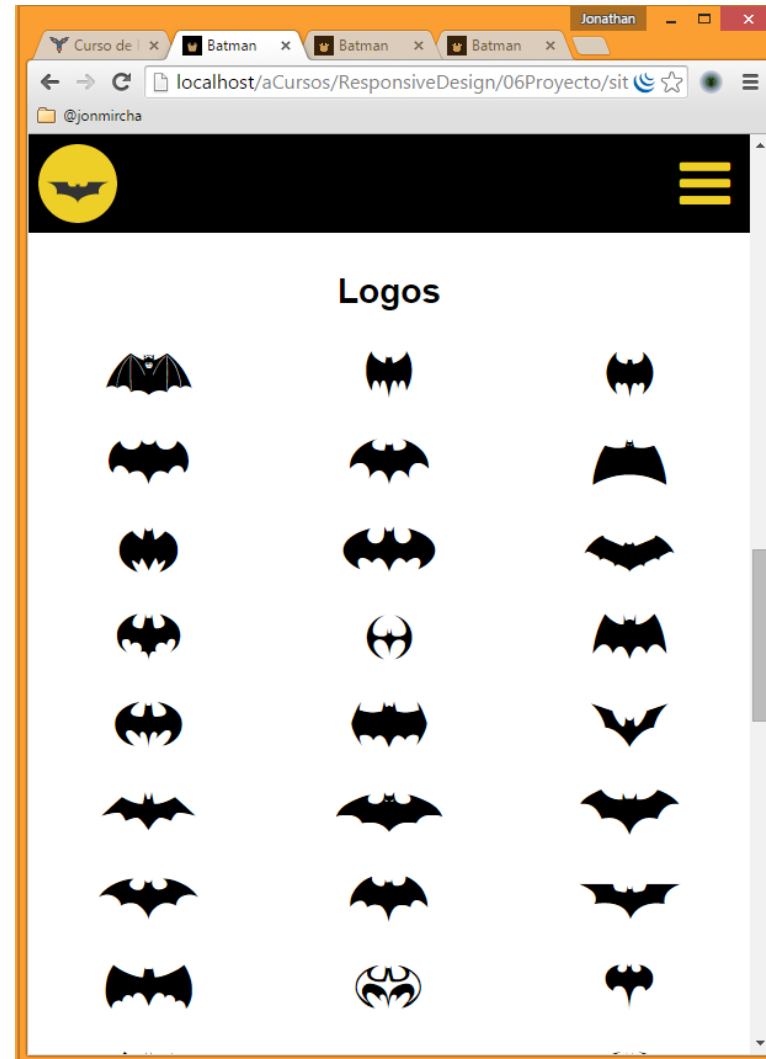 Jonathan
Curso de
Batman
Batman
Batman
localhost/aCursos/ResponsiveDesign/06Proyecto/sit
@jonmircha
Logos